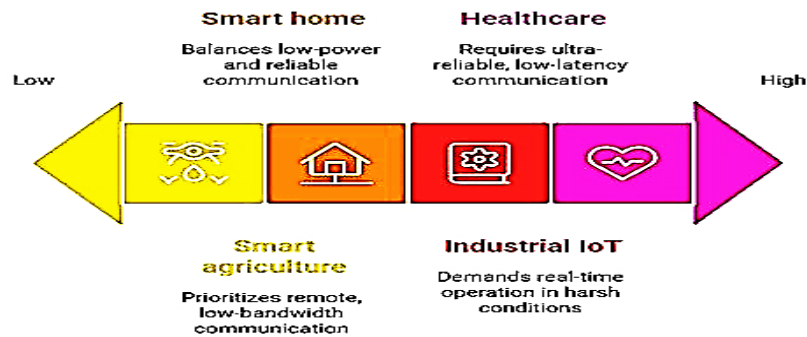 Smart home
Healthcare
Balances low-power
and reliable
communication
Requires ultra-
reliable, low-latency
communication
Low
High
Smart
agriculture
Prioritizes remote,
low-bandwidth
communication
Industrial IoT
Demands real-time
operation in harsh
conditions